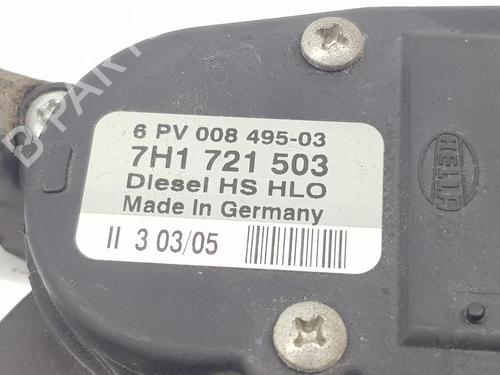 6 PV 008 495-03
7H1 721 503
Diesel HS HLO
Made In Germany
II 3 03/05
HELLA
B-PARTS